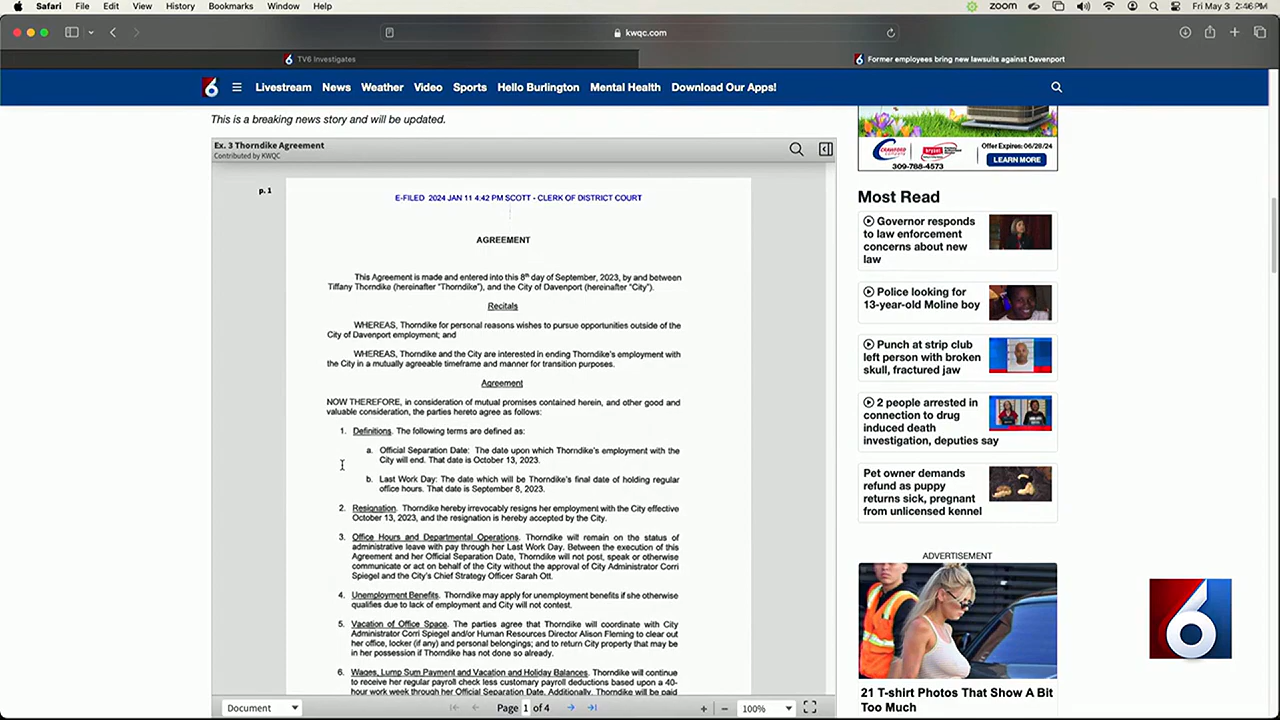 Safari File Edit View History Bookmarks Window Help zoom Fri May 3 2:46 PM
kwqc.com
TV6 Investigates
Former employees bring new lawsuits against Davenport
6 Livestream News Weather Video Sports Hello Burlington Mental Health Download Our Apps!
This is a breaking news story and will be updated.
Ex. 3 Thorndike Agreement
Contributed by KWQC
p. 1
E-FILED 2024 JAN 11 4:42 PM SCOTT - CLERK OF DISTRICT COURT
AGREEMENT
This Agreement is made and entered into this 8th day of September, 2023, by and between
Tiffany Thorndike (hereinafter "Thorndike"), and the City of Davenport (hereinafter "City").
Recitals
WHEREAS, Thorndike for personal reasons wishes to pursue opportunities outside of the
City of Davenport employment; and
WHEREAS, Thorndike and the City are interested in ending Thorndike's employment with
the City in a mutually agreeable timeframe and manner for transition purposes.
Agreement
NOW THEREFORE, in consideration of mutual promises contained herein, and other good and
valuable consideration, the parties hereto agree as follows:
1. Definitions. The following terms are defined as:
a. Official Separation Date: The date upon which Thorndike's employment with the
City will end. That date is October 13, 2023.
b. Last Work Day: The date which will be Thorndike's final date of holding regular
office hours. That date is September 8, 2023.
2. Resignation. Thorndike hereby irrevocably resigns her employment with the City effective
October 13, 2023, and the resignation is hereby accepted by the City.
3. Office Hours and Departmental Operations. Thorndike will remain on the status of
administrative leave with pay through her Last Work Day. Between the execution of this
Agreement and her Official Separation Date, Thorndike will not post, speak or otherwise
communicate or act on behalf of the City without the approval of City Administrator Corri
Spiegel and the City's Chief Strategy Officer Sarah Ott.
4. Unemployment Benefits. Thorndike may apply for unemployment benefits if she otherwise
qualifies due to lack of employment and City will not contest.
5. Vacation of Office Space. The parties agree that Thorndike will coordinate with City
Administrator Corri Spiegel and/or Human Resources Director Alison Fleming to clear out
her office, locker (if any) and personal belongings; and to return City property that may be
in her possession if Thorndike has not done so already.
6. Wages, Lump Sum Payment and Vacation and Holiday Balances. Thorndike will continue
to receive her regular payroll check less customary payroll deductions based upon a 40-
hour work week through her Official Separation Date. Additionally, Thorndike will be paid
Document Page 1 of 4 100%
CRAWFORD bryant Offer Expires: 06/28/24
309-788-4573 LEARN MORE
Most Read
Governor responds
to law enforcement
concerns about new
law
Police looking for
13-year-old Moline boy
Punch at strip club
left person with broken
skull, fractured jaw
2 people arrested in
connection to drug
induced death
investigation, deputies say
Pet owner demands
refund as puppy
returns sick, pregnant
from unlicensed kennel
ADVERTISEMENT
21 T-shirt Photos That Show A Bit
Too Much
6